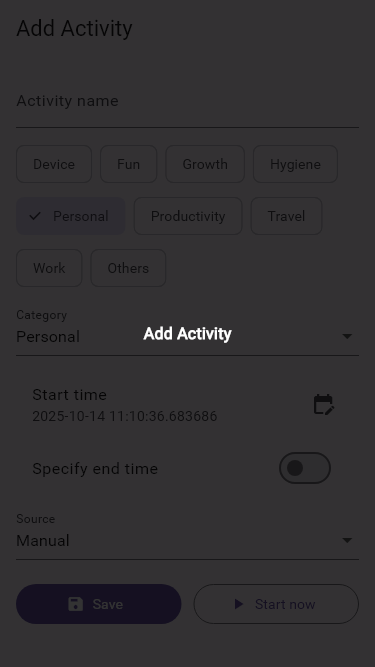 Add Activity
Activity name
Device Fun Growth Hygiene
Personal Productivity Travel
Work Others
Category
Personal
Add Activity
Start time
2025-10-14 11:10:36.683686
Specify end time
Source
Manual
Save Start now